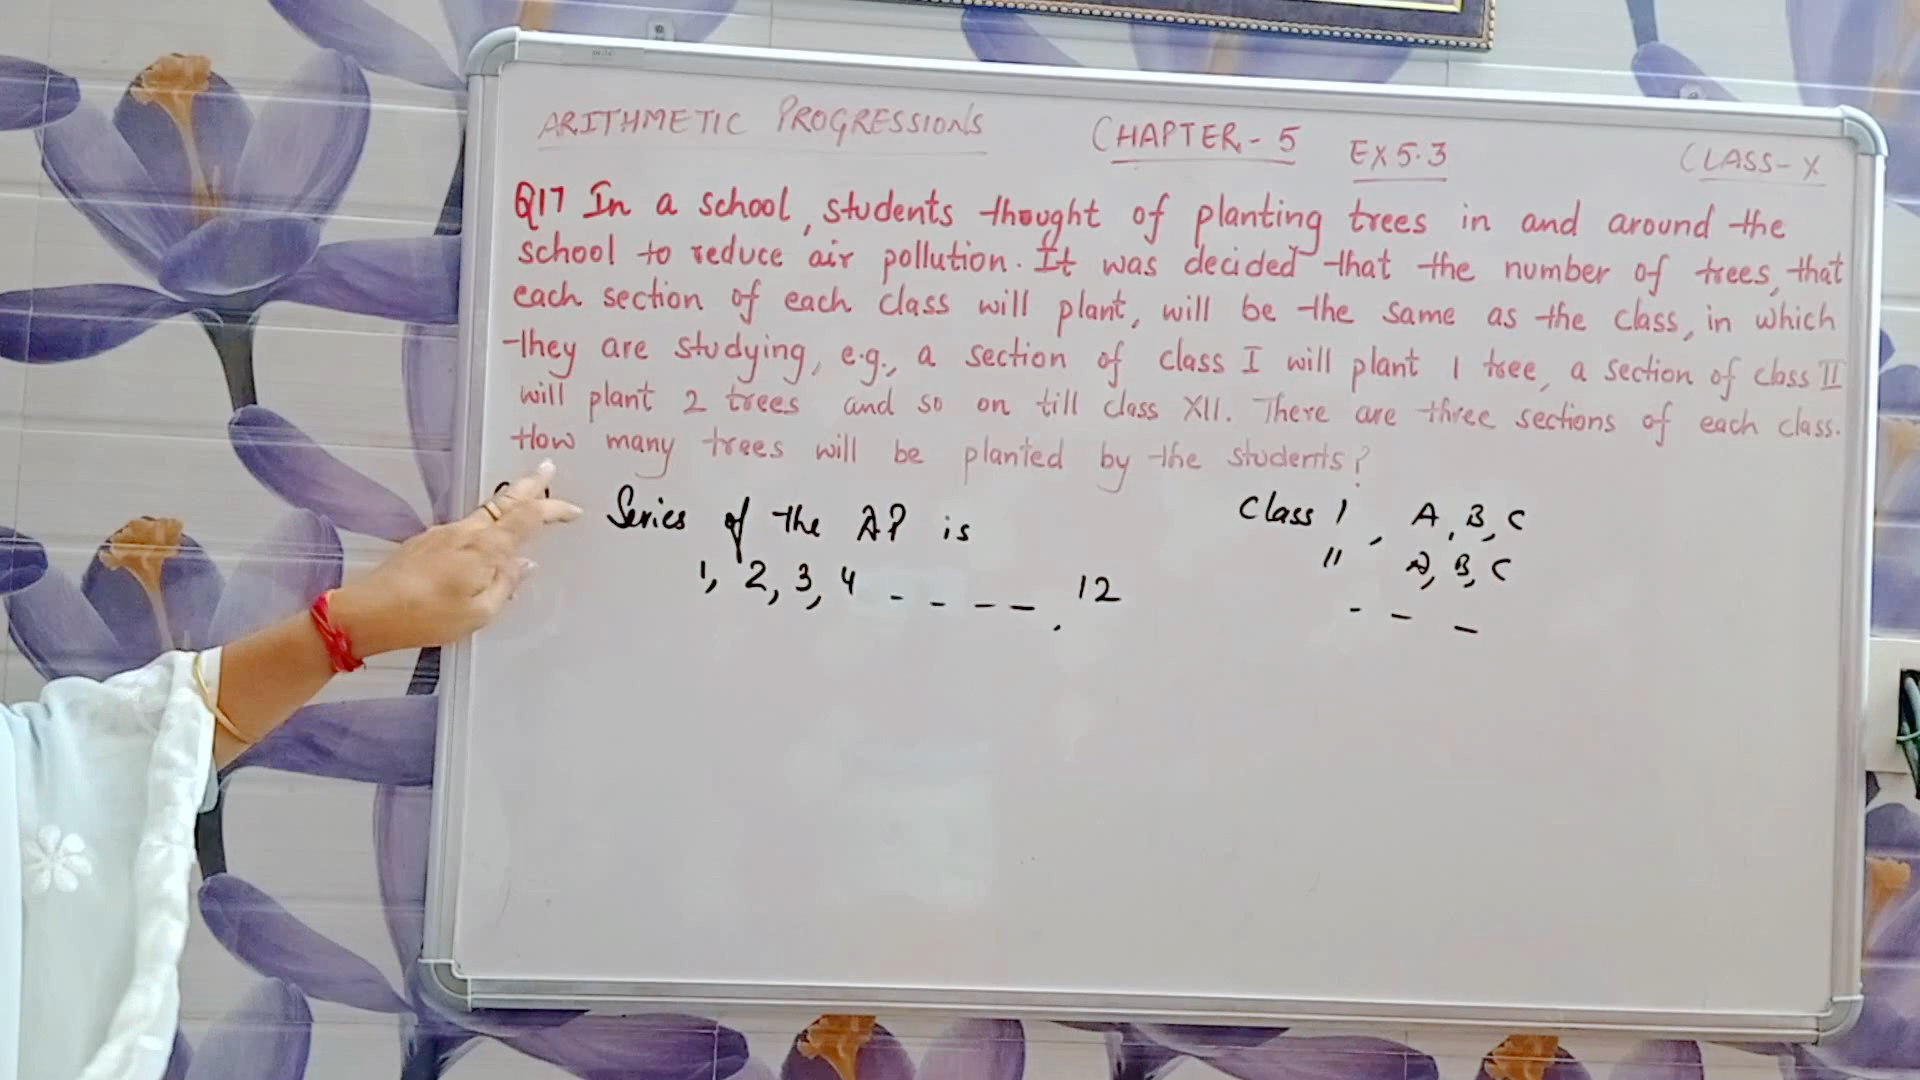 ARITHMETIC PROGRESSIONS CHAPTER-5 EX 5.3 CLASS-X
Q17 In a school, students thought of planting trees in and around the
school to reduce air pollution. It was decided that the number of trees, that
each section of each class will plant, will be the same as the class, in which
they are studying, e.g., a section of class I will plant 1 tree, a section of class II
will plant 2 trees and so on till class XII. There are three sections of each class.
How many trees will be planted by the students?
Series of the AP is
1, 2, 3, 4 - - - - . 12
Class 1, A, B, C
11 A, B, C
- - -